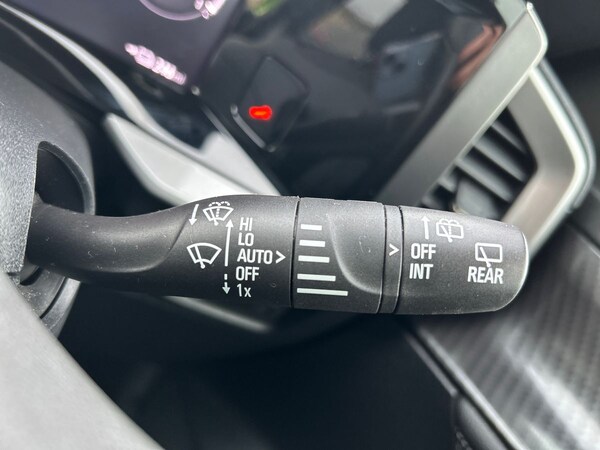 HI
LO
AUTO >
OFF
1x
>
OFF
INT
REAR